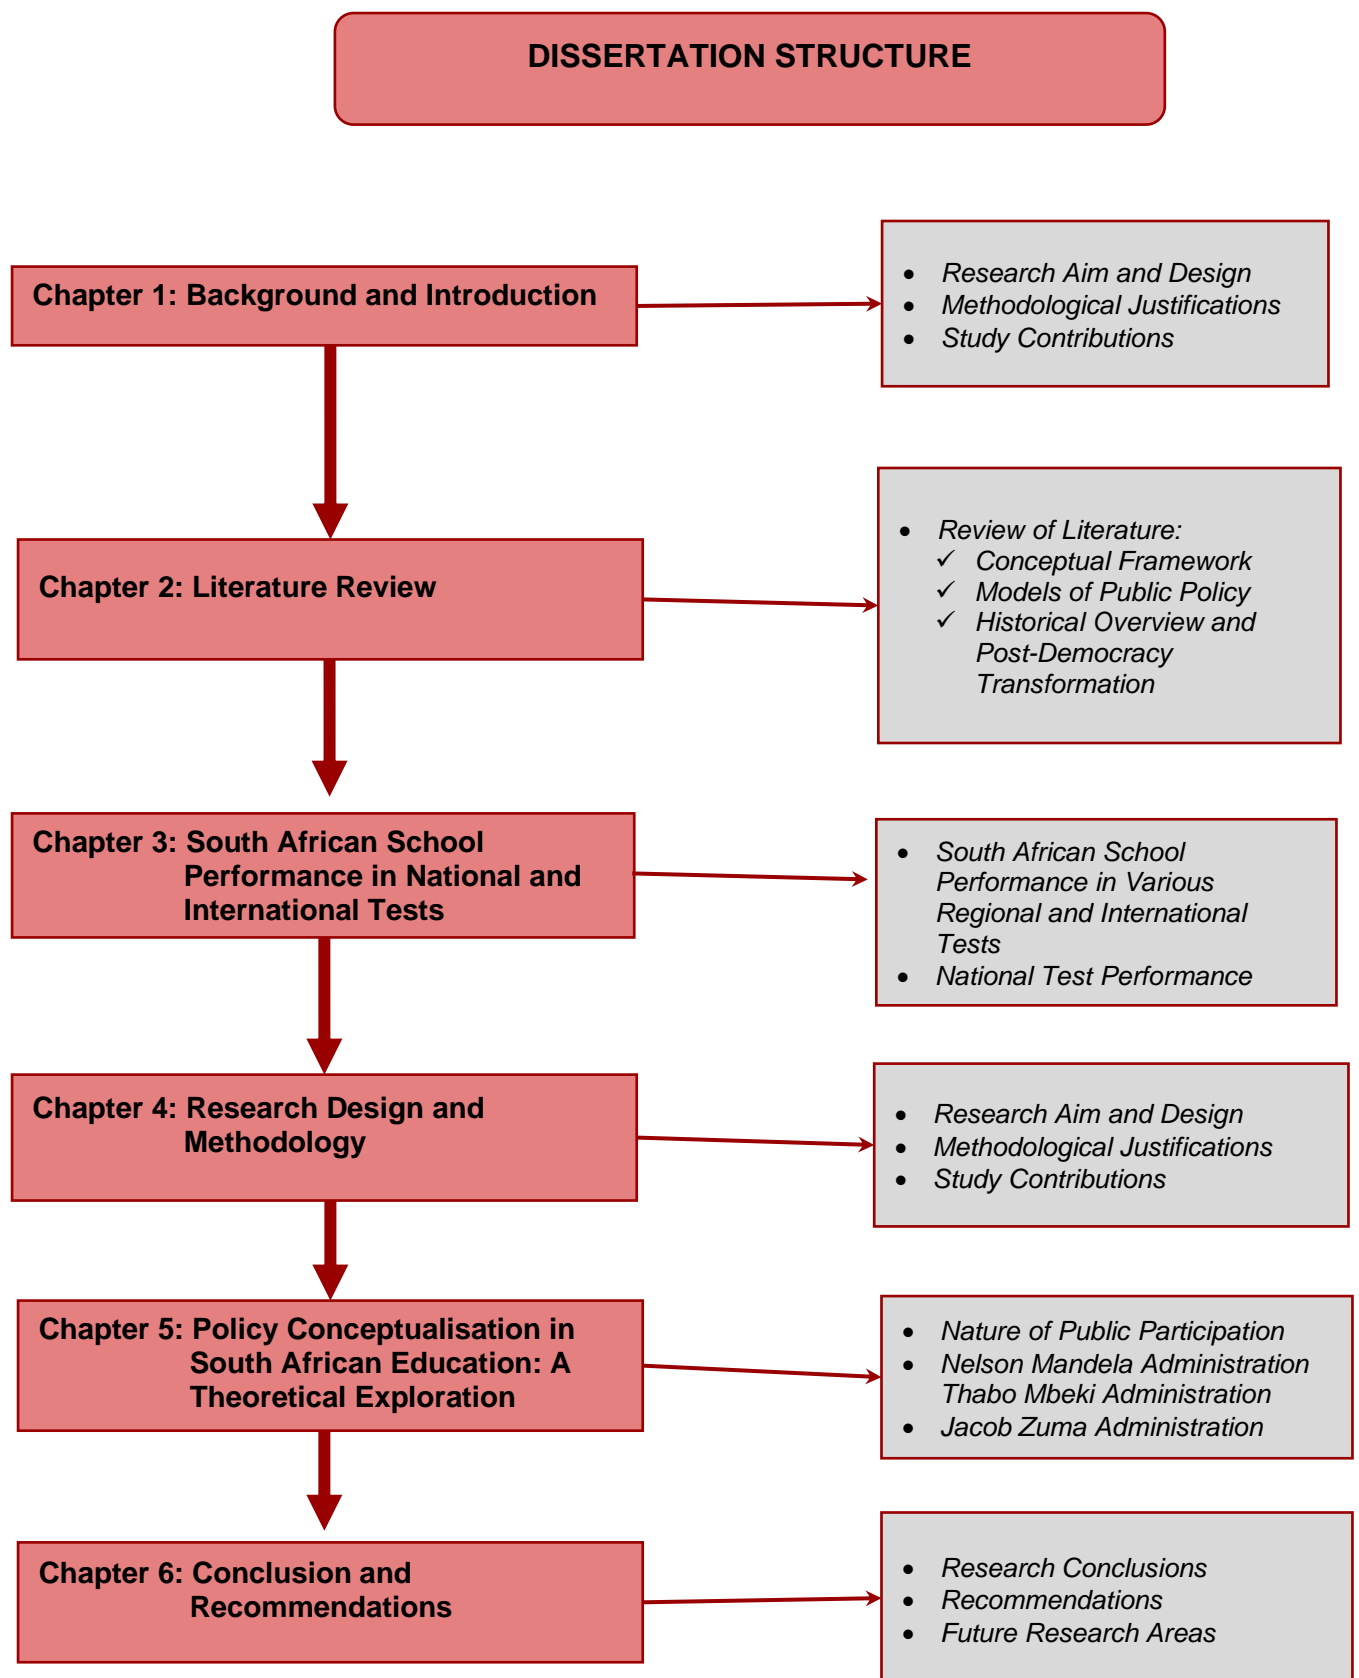 DISSERTATION STRUCTURE
Chapter 1: Background and Introduction
• Research Aim and Design
• Methodological Justifications
• Study Contributions
Chapter 2: Literature Review
• Review of Literature:
✓ Conceptual Framework
✓ Models of Public Policy
✓ Historical Overview and
Post-Democracy
Transformation
Chapter 3: South African School
Performance in National and
International Tests
• South African School
Performance in Various
Regional and International
Tests
• National Test Performance
Chapter 4: Research Design and
Methodology
• Research Aim and Design
• Methodological Justifications
• Study Contributions
Chapter 5: Policy Conceptualisation in
South African Education: A
Theoretical Exploration
• Nature of Public Participation
• Nelson Mandela Administration
Thabo Mbeki Administration
• Jacob Zuma Administration
Chapter 6: Conclusion and
Recommendations
• Research Conclusions
• Recommendations
• Future Research Areas